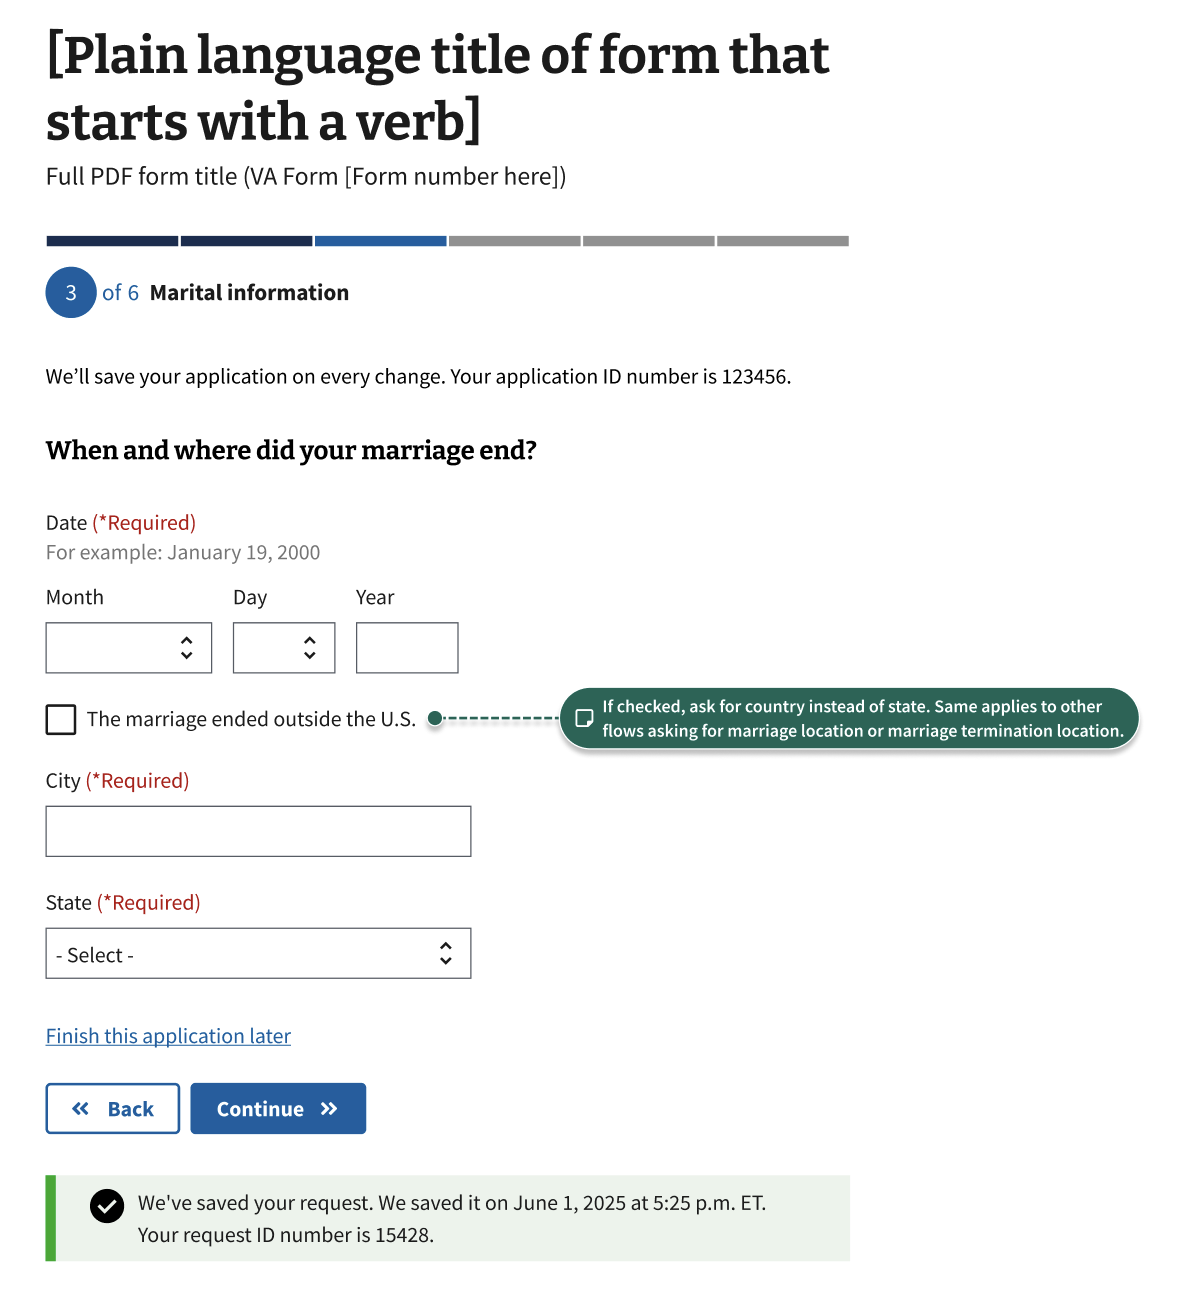 [Plain language title of form that
starts with a verb]
Full PDF form title (VA Form [Form number here])
3 of 6 Marital information
We’ll save your application on every change. Your application ID number is 123456.
When and where did your marriage end?
Date (*Required)
For example: January 19, 2000
Month Day Year
The marriage ended outside the U.S.
If checked, ask for country instead of state. Same applies to other
flows asking for marriage location or marriage termination location.
City (*Required)
State (*Required)
- Select -
Finish this application later
Back Continue
We've saved your request. We saved it on June 1, 2025 at 5:25 p.m. ET.
Your request ID number is 15428.